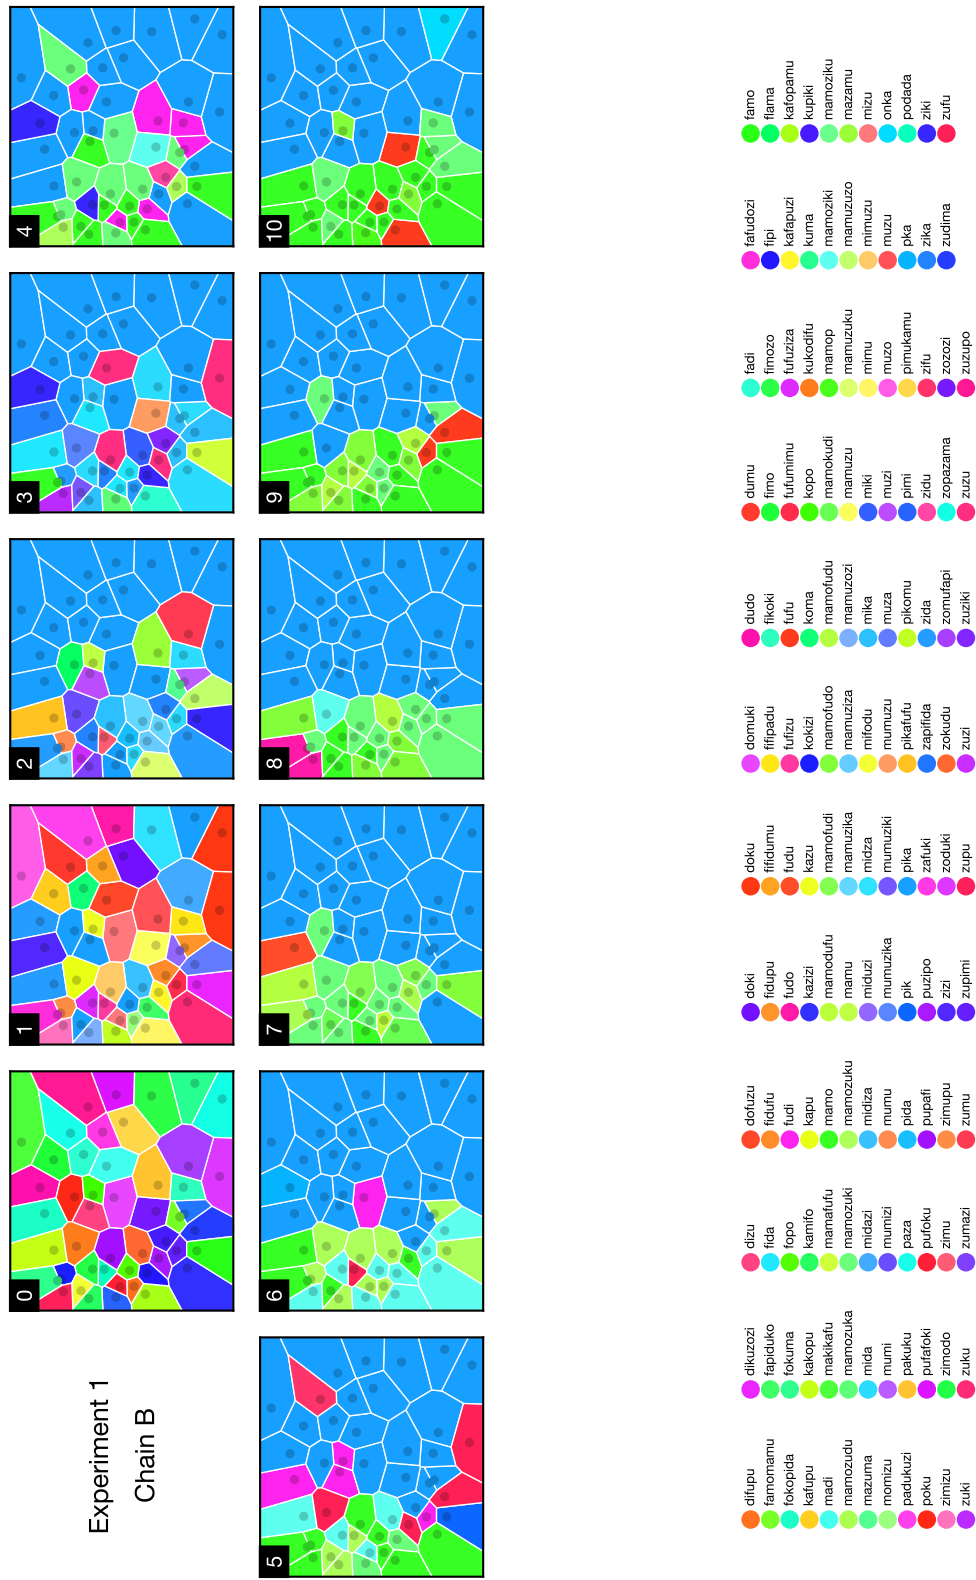 Experiment 1
Chain B
0 1 2 3 4
5 6 7 8 9 10
difupu dikuzozi dizu dofuzu doki doku domuki dudo dumu fadi fafudozi famo
famomamu fapiduko fida fidufu fidupu fifidumu fifipadu fikoki fimo fimozo fipi flama
fokopida fokuma fopo fudi fudo fudu fufizu fufu fufumimu fufuziza kafapuzi kafopamu
kafupu kakopu kamifo kapu kazizi kazu kokizi koma kopo kukodifu kuma kupiki
madi makikafu mamafufu mamo mamodufu mamofudi mamofudo mamofudu mamokudi mamop mamoziki mamoziku
mamozudu mamozuka mamozuki mamozuku mamu mamuzika mamuziza mamuzozi mamuzu mamuzuku mamuzuzo mazamu
mazuma mida midazi midiza miduzi midza mifodu mika miki mimu mimuzu mizu
momizu mumi mumizi mumu mumuzika mumuziki mumuzu muza muzi muzo muzu onka
padukuzi pakuku paza pida pik pika pikafufu pikomu pimi pimukamu pka podada
poku pufafoki pufoku pupafi puzipo zafuki zapifida zida zidu zifu zika ziki
zimizu zimodo zimu zimupu zizi zoduki zokudu zomufapi zopazama zozozi zudima zufu
zuki zuku zumazi zumu zupimi zupu zuzi zuziki zuzu zuzupo